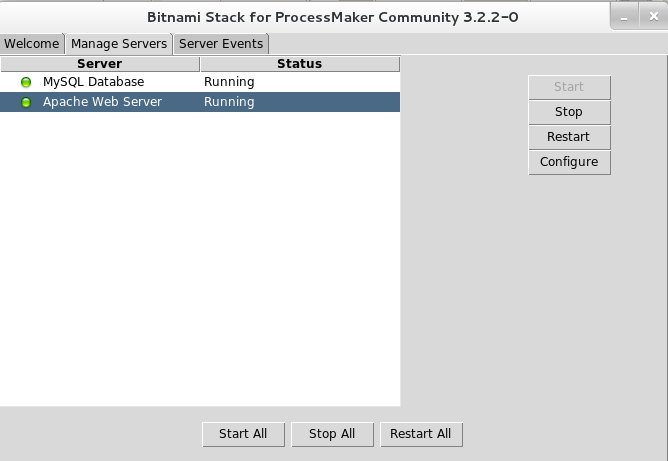 Bitnami Stack for ProcessMaker Community 3.2.2-0
Welcome Manage Servers Server Events
Server Status
MySQL Database Running
Apache Web Server Running
Start
Stop
Restart
Configure
Start All Stop All Restart All